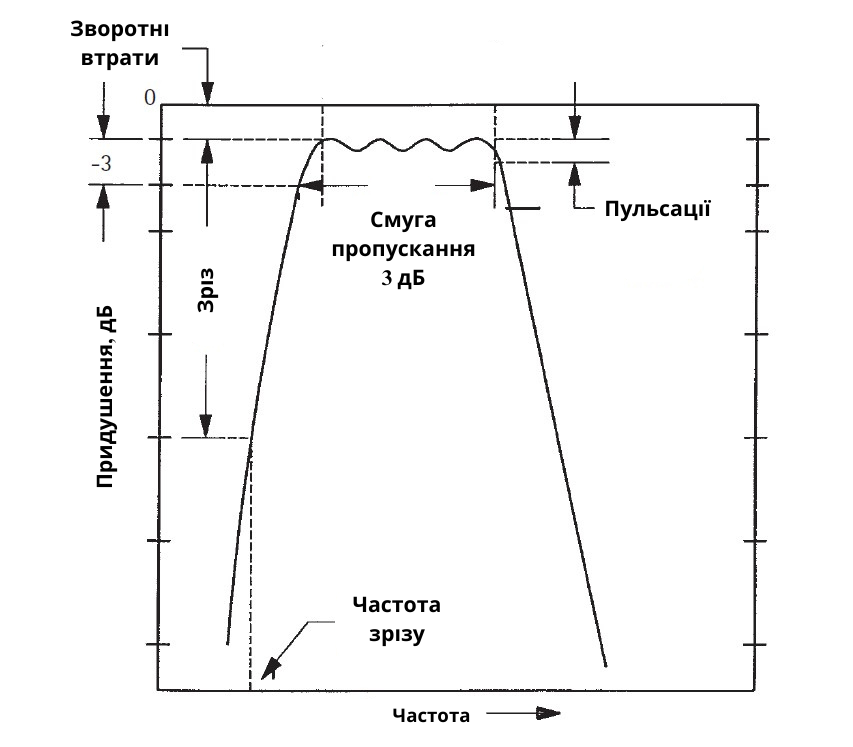 Зворотні
втрати
0
-3
Пульсації
Смуга
пропускання
3 дБ
Зріз
Придушення, дБ
Частота
зрізу
Частота